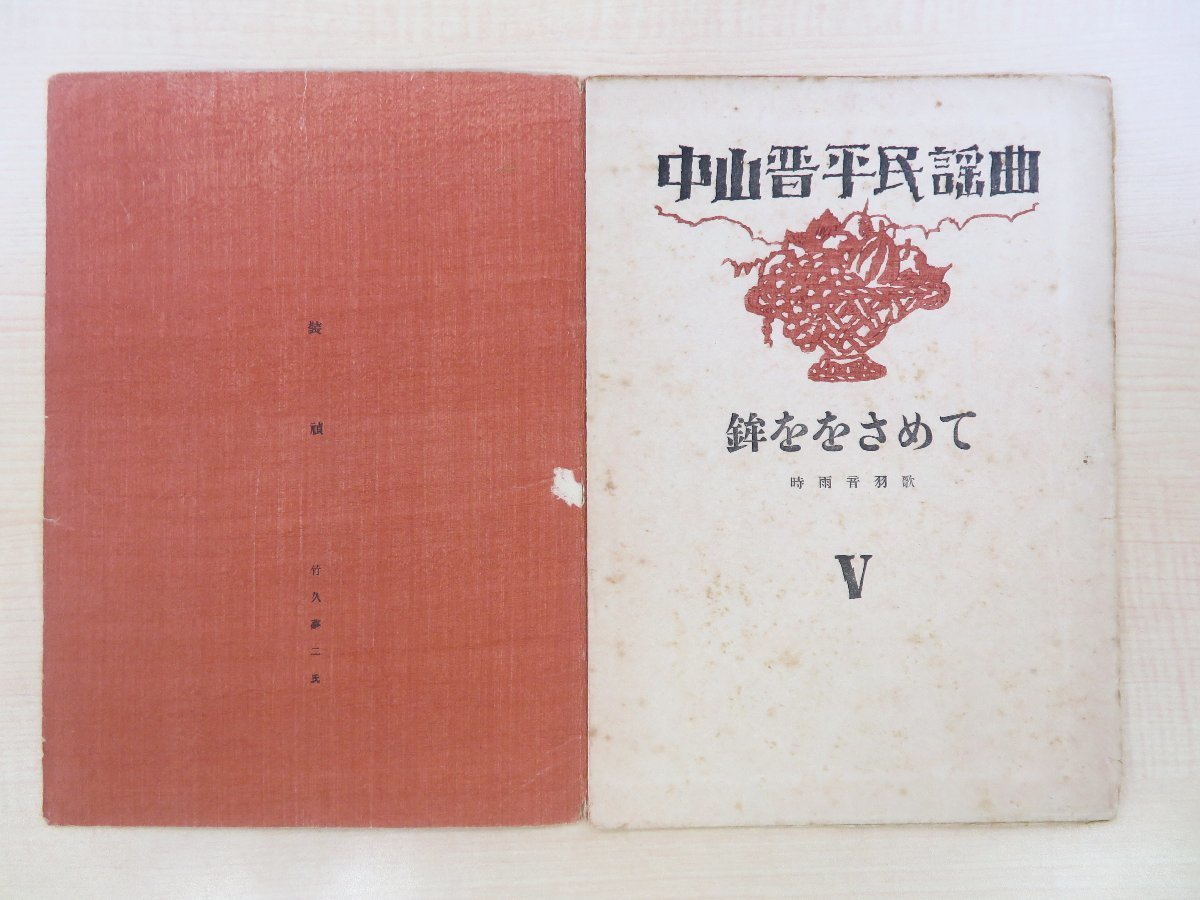 中山晋平民謡曲
鉾ををさめて
時雨音羽歌
V
装幀
竹久夢二氏